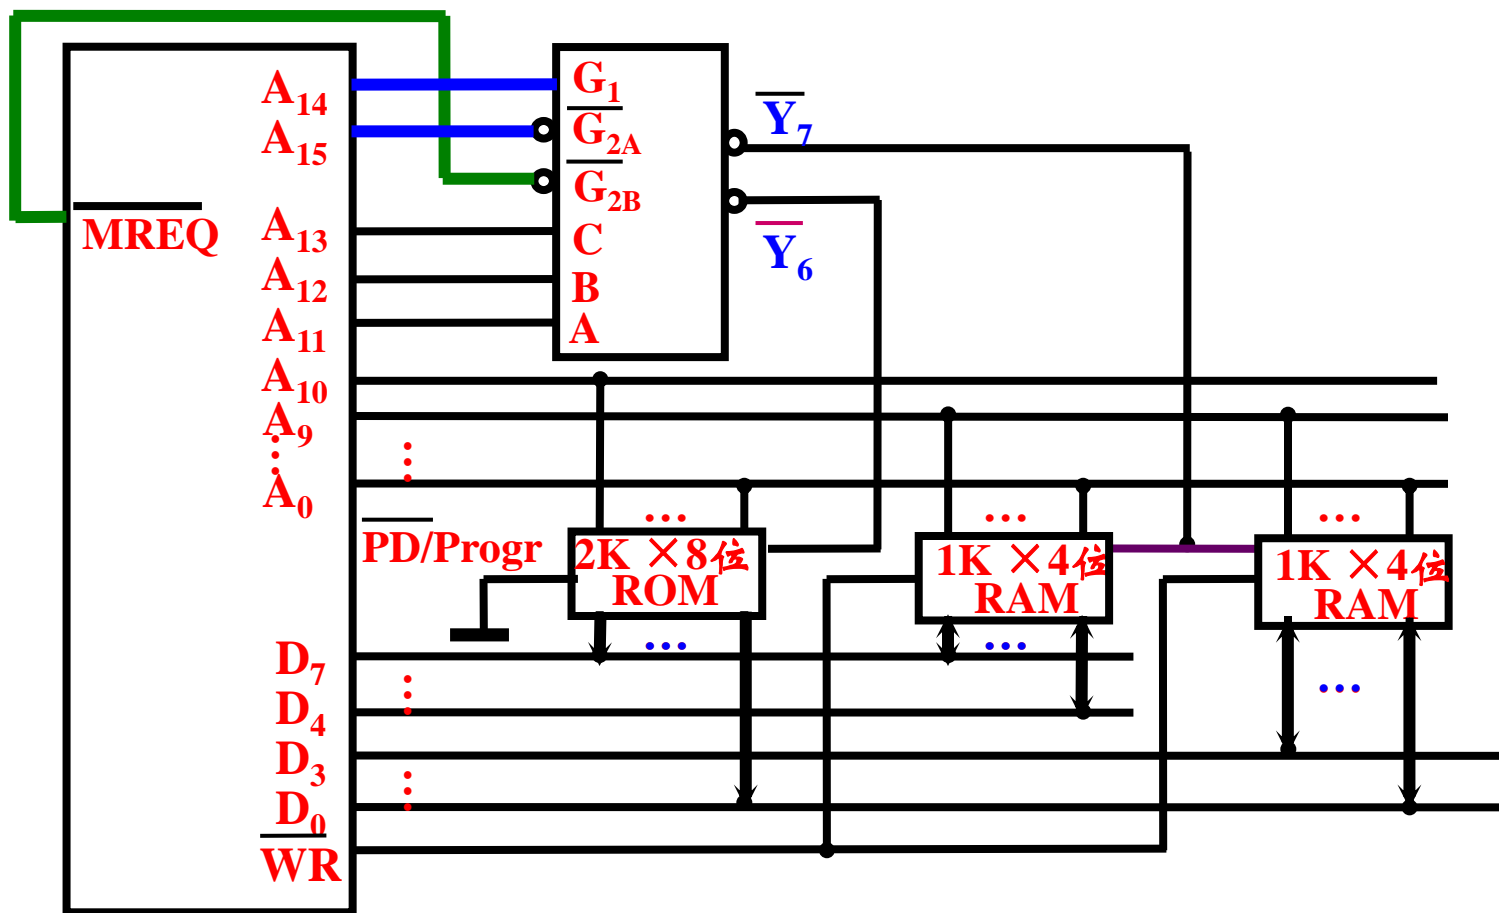 A14
A15
MREQ
A13
A12
A11
A10
A9
⋮
A0
G1
G2A
G2B
C
B
A
Y7
Y6
PD/Progr
2K ×8位
ROM
1K ×4位
RAM
1K ×4位
RAM
D7
D4
D3
D0
WR